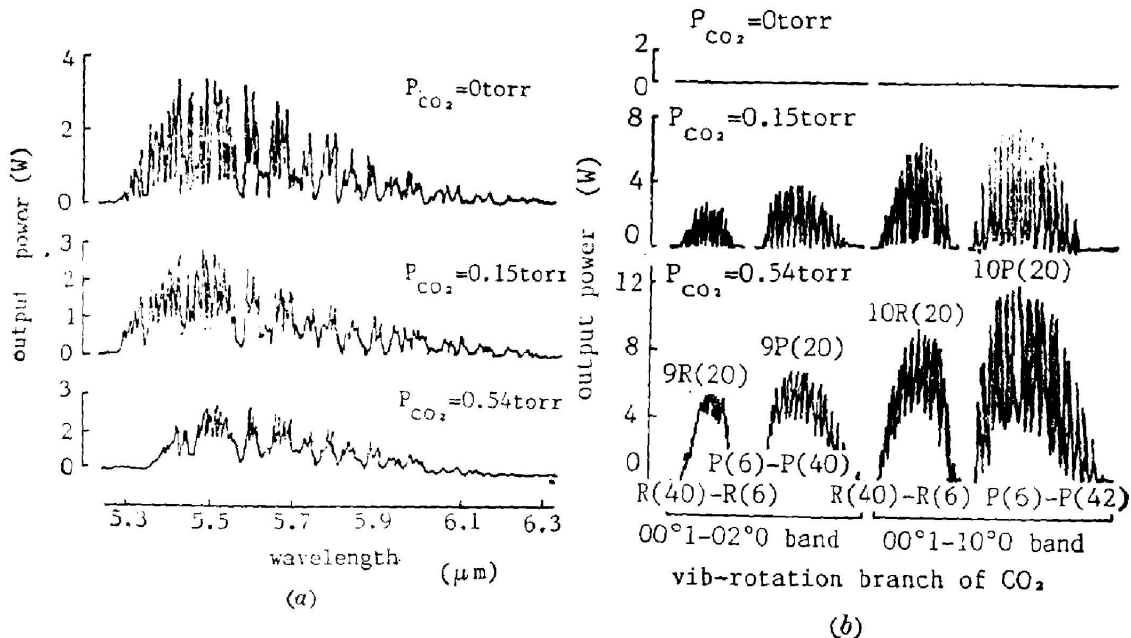 4
P_CO₂=0torr
2
0
3
P_CO₂=0.15torr
2
1
0
3
P_CO₂=0.54torr
2
0
output power (W)
5.3 5.5 5.7 5.9 6.1 6.3
wavelength (μm)
(a)
P_CO₂=0torr
2
0
8
P_CO₂=0.15torr
4
0
12
P_CO₂=0.54torr
8
4
0
output power (W)
10P(20)
10R(20)
9P(20)
9R(20)
P(6)-P(40)
R(40)-R(6)
R(40)-R(6)
P(6)-P(42)
00°1-02°0 band
00°1-10°0 band
vib-rotation branch of CO₂
(b)